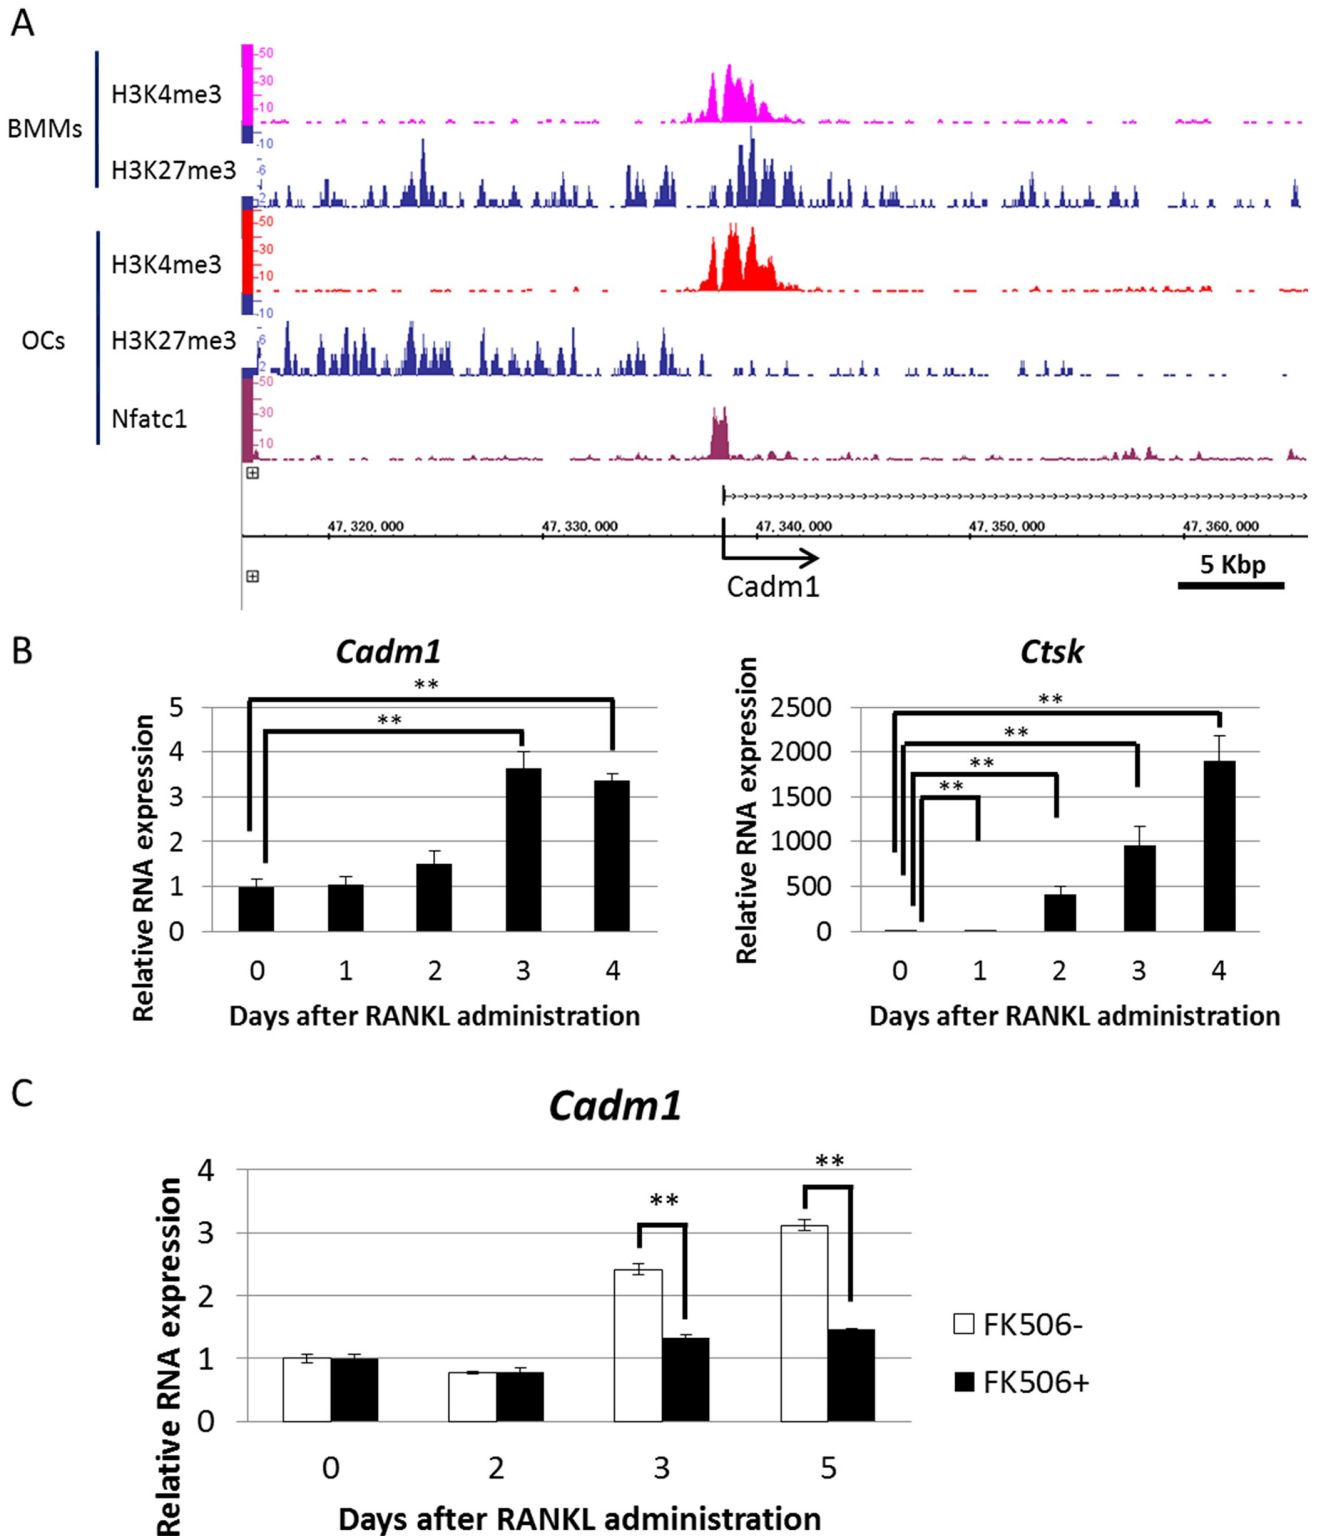 A
BMMs
H3K4me3
50
30
10
H3K27me3
10
6
2
OCs
H3K4me3
50
30
10
H3K27me3
10
6
2
Nfatc1
50
30
10
47,320,000 47,330,000 47,340,000 47,350,000 47,360,000
Cadm1
5 Kbp
B
Cadm1
Relative RNA expression
5
4
3
2
1
0
** 
**
0 1 2 3 4
Days after RANKL administration
Ctsk
Relative RNA expression
2500
2000
1500
1000
500
0
**
**
**
**
0 1 2 3 4
Days after RANKL administration
C
Cadm1
Relative RNA expression
4
3
2
1
0
**
**
0 2 3 5
Days after RANKL administration
FK506-
FK506+